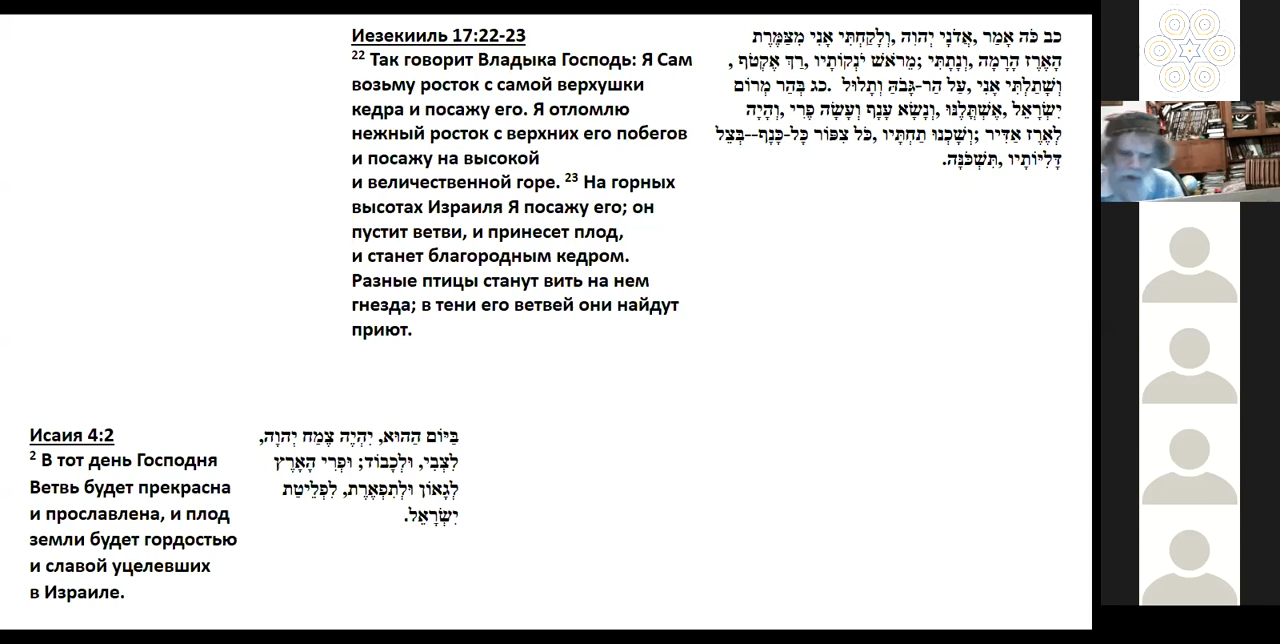 Иезекииль 17:22-23
22 Так говорит Владыка Господь: Я Сам
возьму росток с самой верхушки
кедра и посажу его. Я отломлю
нежный росток с верхних его побегов
и посажу на высокой
и величественной горе. 23 На горных
высотах Израиля Я посажу его; он
пустит ветви, и принесет плод,
и станет благородным кедром.
Разные птицы станут вить на нем
гнезда; в тени его ветвей они найдут
приют.
כב כֹּה אָמַר ,אֲדֹנָי יְהוִה ,וְלָקַחְתִּי אָנִי מִצַּמֶּרֶת
הָאֶרֶז הָרָמָה ,וְנָתָתִּי ;מֵרֹאשׁ יֹנְקוֹתָיו ,רַךְ אֶקְטֹף ,
וְשָׁתַלְתִּי אָנִי ,עַל הַר-גָּבֹהַּ וְתָלוּל .כג בְּהַר מְרוֹם
יִשְׂרָאֵל ,אֶשְׁתֳּלֶנּוּ ,וְנָשָׂא עָנָף וְעָשָׂה פֶרִי ,וְהָיָה
לְאֶרֶז אַדִּיר ;וְשָׁכְנוּ תַחְתָּיו ,כֹּל צִפּוֹר כָּל-כָּנָף--בְּצֵל
דָּלִיּוֹתָיו ,תִּשְׁכֹּנָּה.
Исаия 4:2
2 В тот день Господня
Ветвь будет прекрасна
и прославлена, и плод
земли будет гордостью
и славой уцелевших
в Израиле.
בַּיּוֹם הַהוּא, יִהְיֶה צֶמַח יְהוָה,
לִצְבִי, וּלְכָבוֹד; וּפְרִי הָאָרֶץ
לְגָאוֹן וּלְתִפְאֶרֶת, לִפְלֵיטַת
יִשְׂרָאֵל.